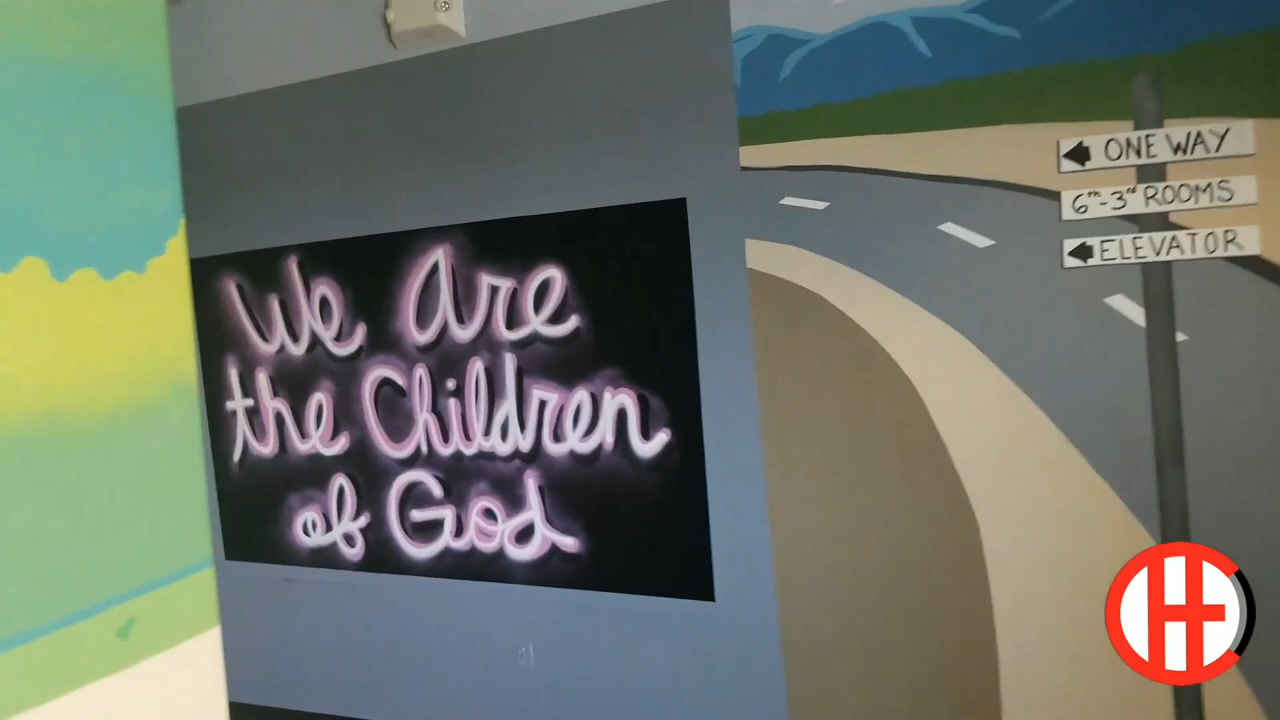 We Are
the Children
of God
ONE WAY
6th-3rd ROOMS
ELEVATOR